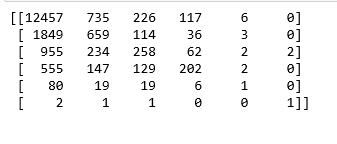 [[12457 735 226 117 6 0]
[ 1849 659 114 36 3 0]
[ 955 234 258 62 2 2]
[ 555 147 129 202 2 0]
[ 80 19 19 6 1 0]
[ 2 1 1 0 0 1]]